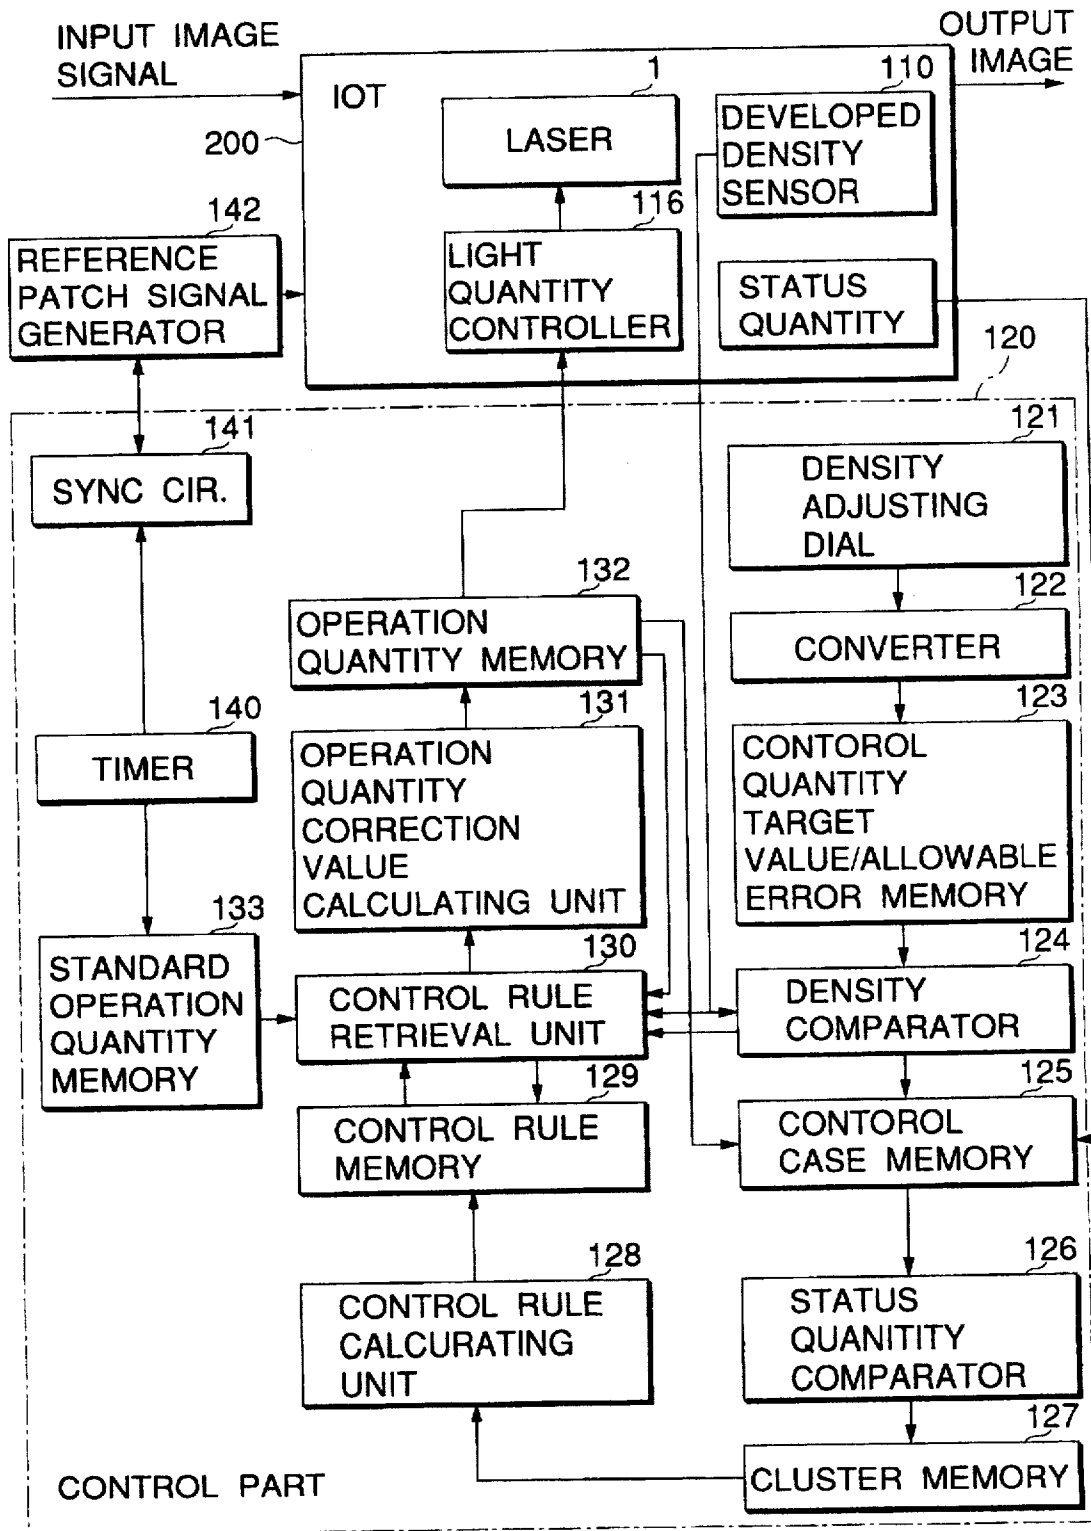 INPUT IMAGE
SIGNAL
OUTPUT
IMAGE
IOT
200
1
LASER
110
DEVELOPED
DENSITY
SENSOR
116
LIGHT
QUANTITY
CONTROLLER
STATUS
QUANTITY
142
REFERENCE
PATCH SIGNAL
GENERATOR
120
141
SYNC CIR.
121
DENSITY
ADJUSTING
DIAL
132
OPERATION
QUANTITY MEMORY
122
CONVERTER
140
TIMER
131
OPERATION
QUANTITY
CORRECTION
VALUE
CALCULATING UNIT
123
CONTOROL
QUANTITY
TARGET
VALUE/ALLOWABLE
ERROR MEMORY
133
STANDARD
OPERATION
QUANTITY
MEMORY
130
CONTROL RULE
RETRIEVAL UNIT
124
DENSITY
COMPARATOR
129
CONTROL RULE
MEMORY
125
CONTOROL
CASE MEMORY
128
CONTROL RULE
CALCURATING
UNIT
126
STATUS
QUANITITY
COMPARATOR
127
CLUSTER MEMORY
CONTROL PART